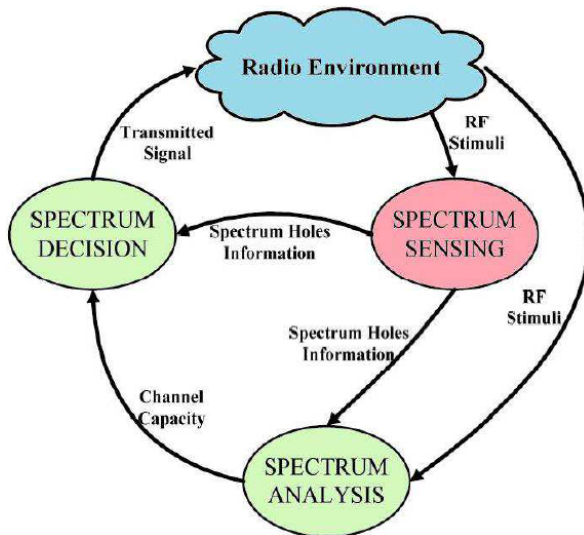 Radio Environment
Transmitted
Signal
RF
Stimuli
SPECTRUM
DECISION
Spectrum Holes
Information
SPECTRUM
SENSING
RF
Stimuli
Spectrum Holes
Information
Channel
Capacity
SPECTRUM
ANALYSIS